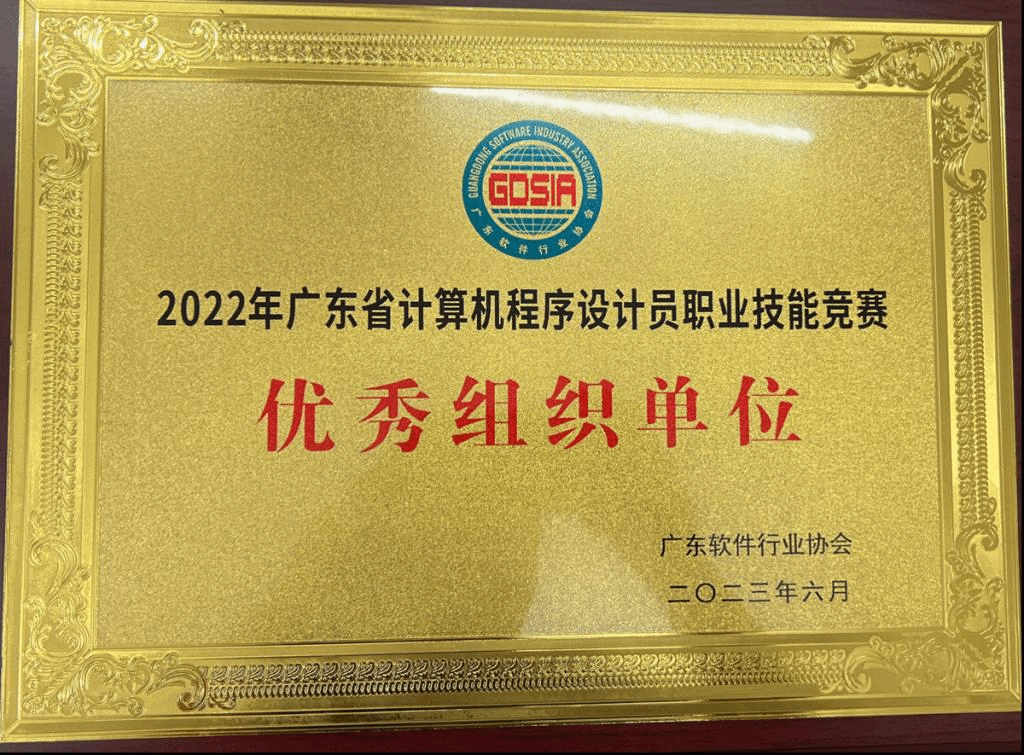 GUANGDONG SOFTWARE INDUSTRY ASSOCIATION
GDSIA
广东软件行业协会
2022年广东省计算机程序设计员职业技能竞赛
优秀组织单位
广东软件行业协会
二〇二三年六月